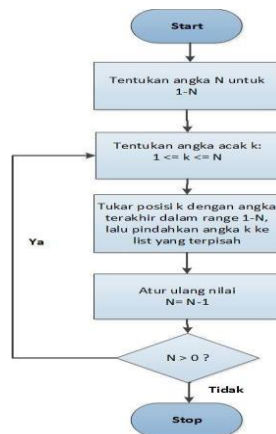 Start
Tentukan angka N untuk
1-N
Tentukan angka acak k:
1 <= k <= N
Tukar posisi k dengan angka
terakhir dalam range 1-N,
lalu pindahkan angka k ke
list yang terpisah
Ya
Atur ulang nilai
N= N-1
N > 0 ?
Tidak
Stop